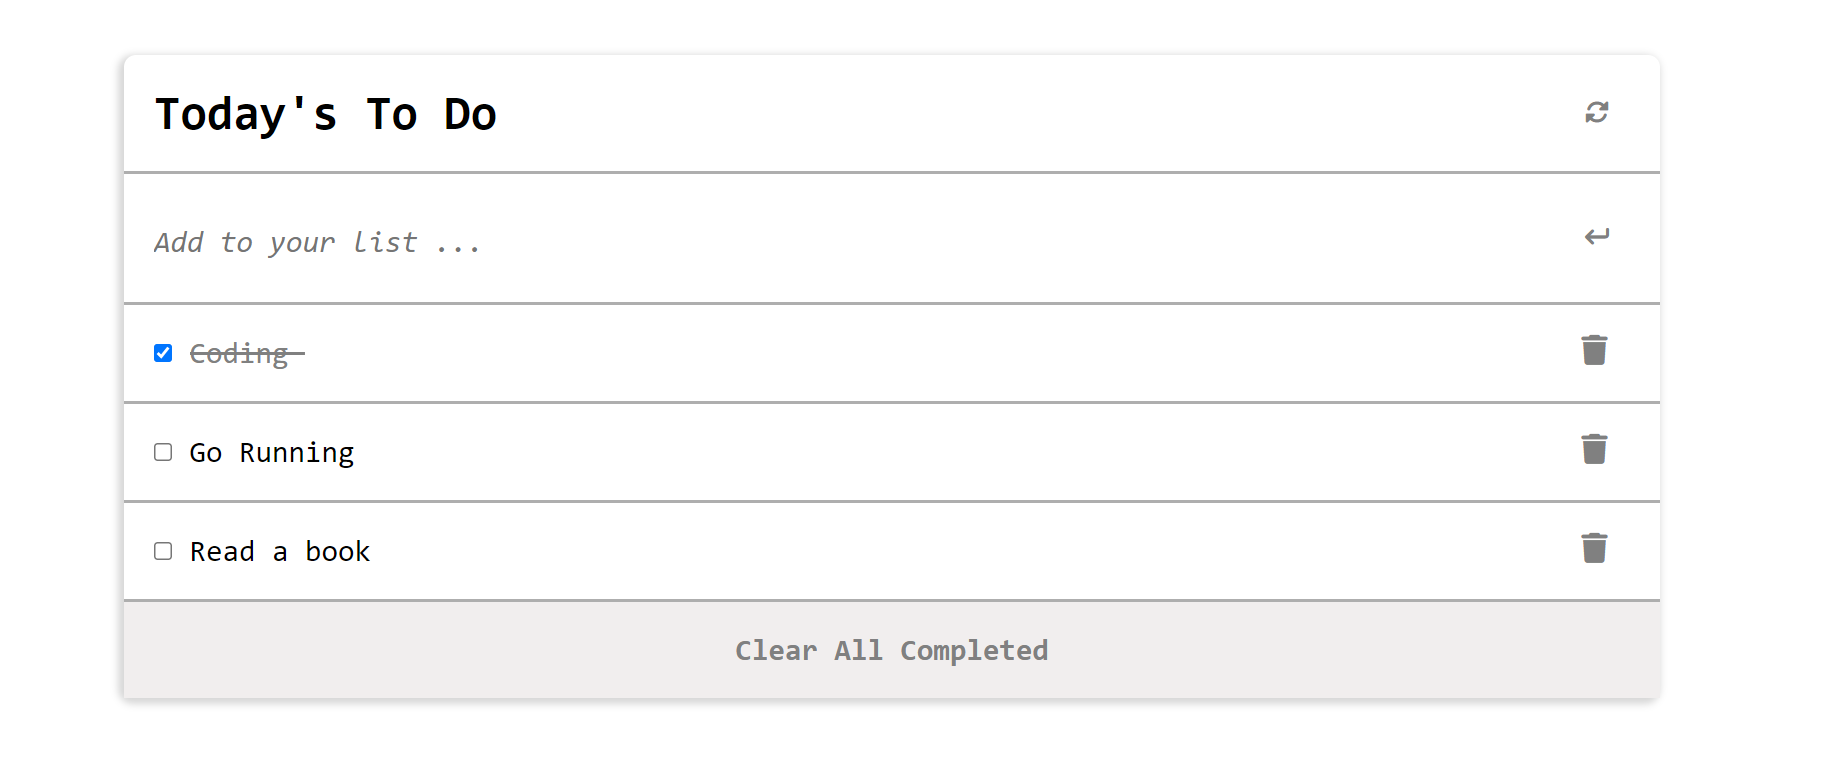 Today's To Do
Add to your list ...
Coding
Go Running
Read a book
Clear All Completed